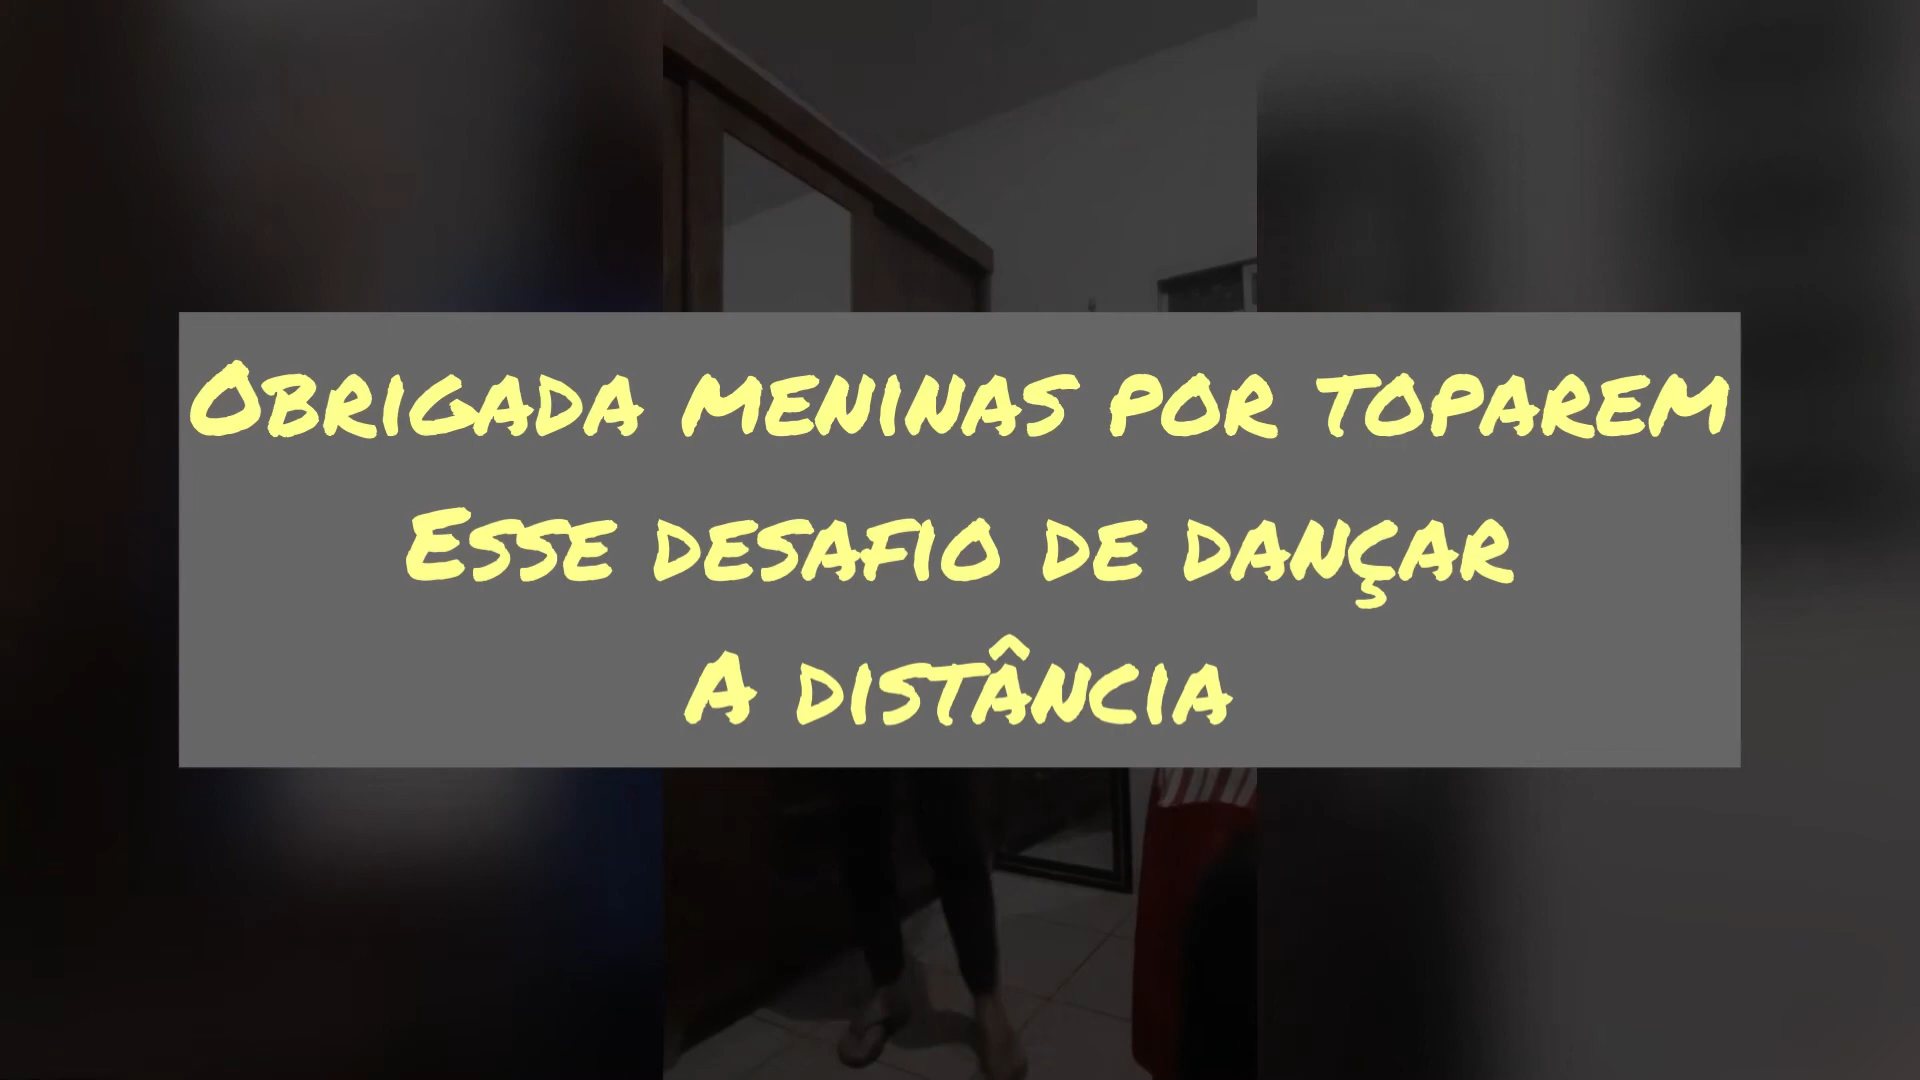 Obrigada meninas por toparem
Esse desafio de dançar
A distância